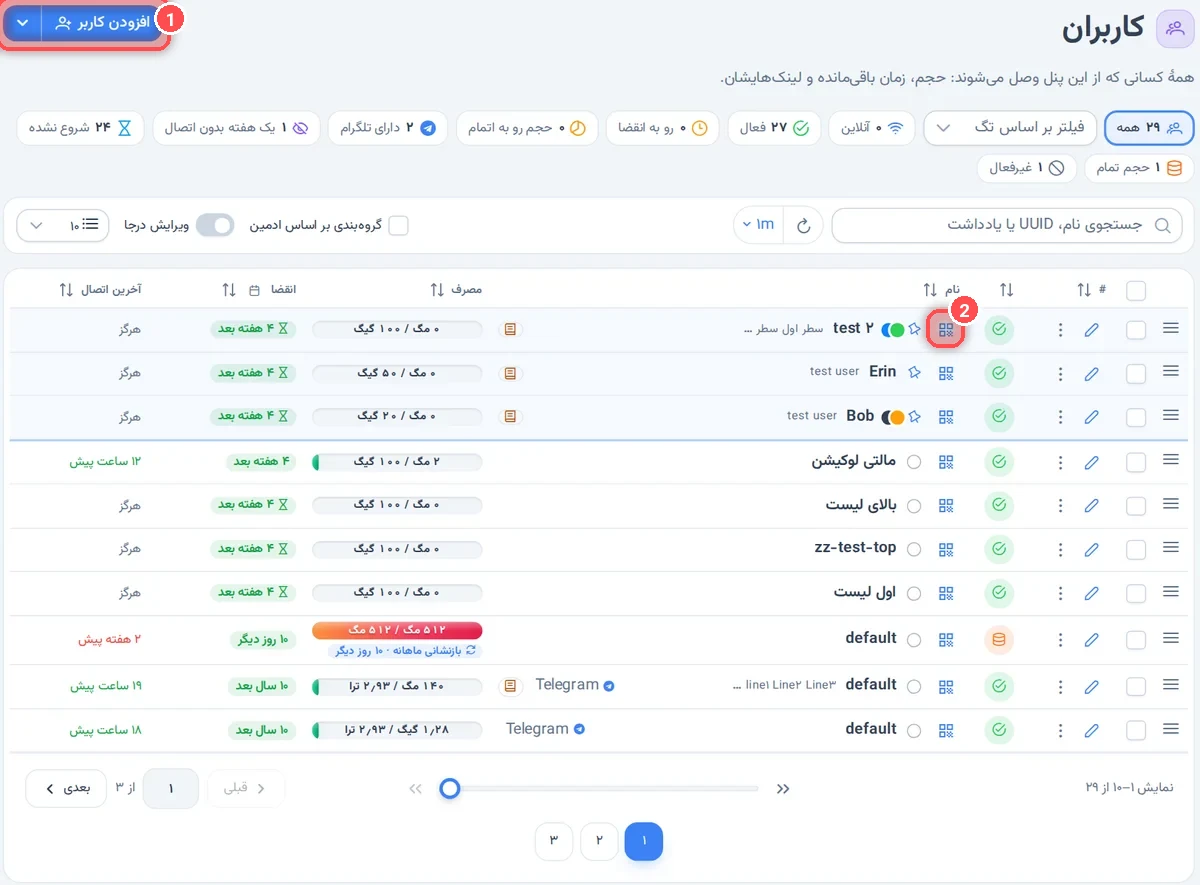 کاربران
افزودن کاربر
1
همهٔ کسانی که از این پنل وصل می‌شوند: حجم، زمان باقی‌مانده و لینک‌هایشان.
۲۹ همه
فیلتر بر اساس تگ
۰ آنلاین
۲۷ فعال
۰ رو به انقضا
۰ حجم رو به اتمام
۲ دارای تلگرام
۱ یک هفته بدون اتصال
۲۴ شروع نشده
۱ حجم تمام
۱ غیرفعال
جستجوی نام، UUID یا یادداشت
۱m
گروه‌بندی بر اساس ادمین
ویرایش درجا
۱۰
# نام مصرف انقضا آخرین اتصال
2
test ۲ سطر اول سطر ... ۰ مگ / ۱۰۰ گیگ ۴ هفته بعد هرگز
Erin test user ۰ مگ / ۵۰ گیگ ۴ هفته بعد هرگز
Bob test user ۰ مگ / ۲۰ گیگ ۴ هفته بعد هرگز
مالتی لوکیشن ۲ مگ / ۱۰۰ گیگ ۴ هفته بعد ۱۲ ساعت پیش
بالای لیست ۰ مگ / ۱۰۰ گیگ ۴ هفته بعد هرگز
zz-test-top ۰ مگ / ۱۰۰ گیگ ۴ هفته بعد هرگز
اول لیست ۰ مگ / ۱۰۰ گیگ ۴ هفته بعد هرگز
default ۵۱۲ مگ / ۵۱۲ مگ ۱۰ روز دیگر ۲ هفته پیش
بازنشانی ماهانه · ۱۰ روز دیگر
default line۱ Line۲ Line۳ ... Telegram ۱۴۰ مگ / ۲٫۹۳ ترا ۱۰ سال بعد ۱۹ ساعت پیش
default Telegram ۱٫۲۸ گیگ / ۲٫۹۳ ترا ۱۰ سال بعد ۱۸ ساعت پیش
نمایش ۱–۱۰ از ۲۹
قبلی
۱
از ۳
بعدی
۱ ۲ ۳